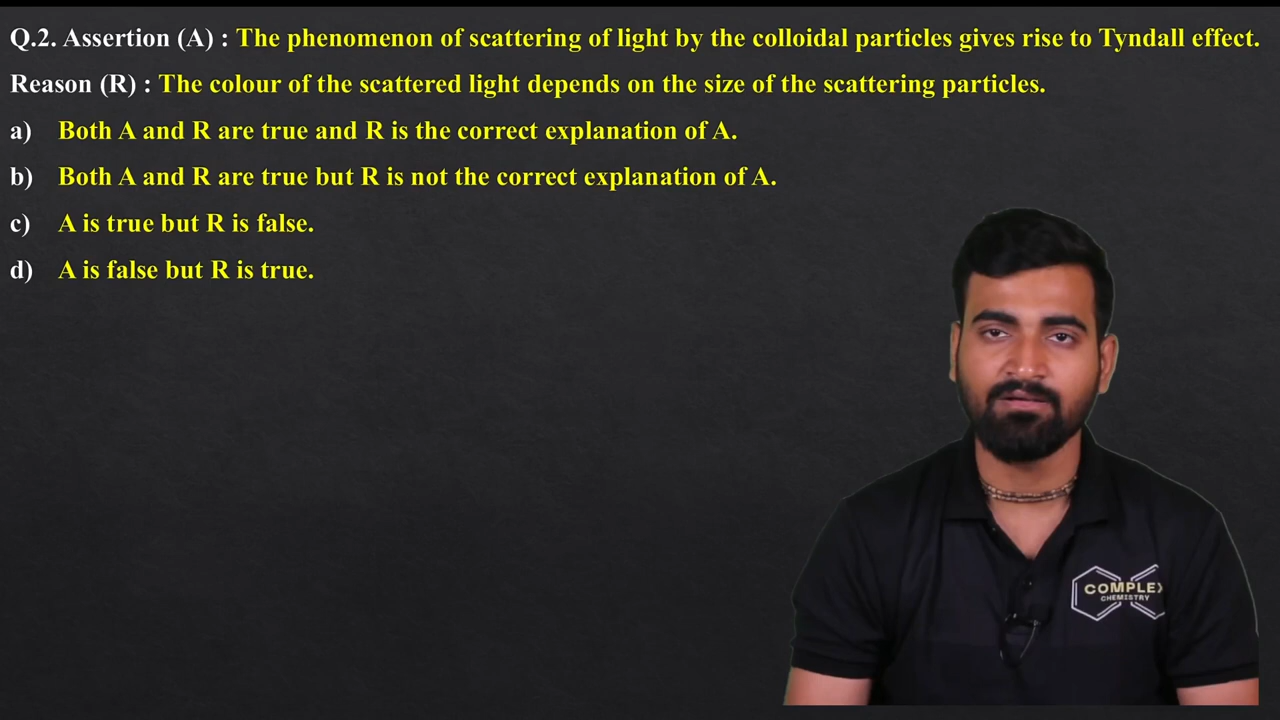 Q.2. Assertion (A) : The phenomenon of scattering of light by the colloidal particles gives rise to Tyndall effect.
Reason (R) : The colour of the scattered light depends on the size of the scattering particles.
a) Both A and R are true and R is the correct explanation of A.
b) Both A and R are true but R is not the correct explanation of A.
c) A is true but R is false.
d) A is false but R is true.
COMPLEX
CHEMISTRY